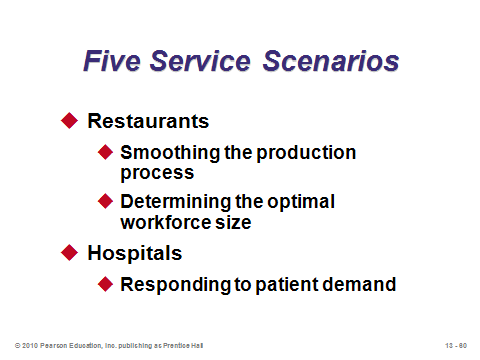 Five Service Scenarios
Restaurants
Smoothing the production
process
Determining the optimal
workforce size
Hospitals
Responding to patient demand
© 2010 Pearson Education, Inc. publishing as Prentice Hall
13 - 60